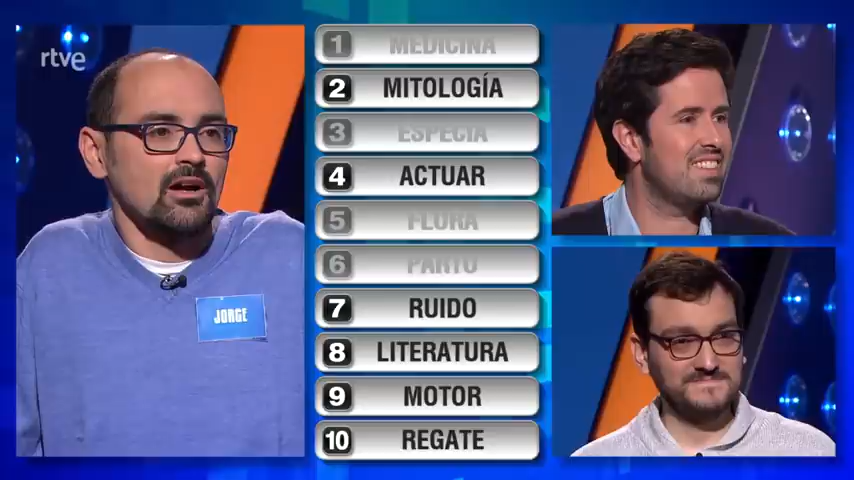 rtve
JORGE
1 MEDICINA
2 MITOLOGÍA
3 ESPECIA
4 ACTUAR
5 FLORA
6 PARTO
7 RUIDO
8 LITERATURA
9 MOTOR
10 REGATE